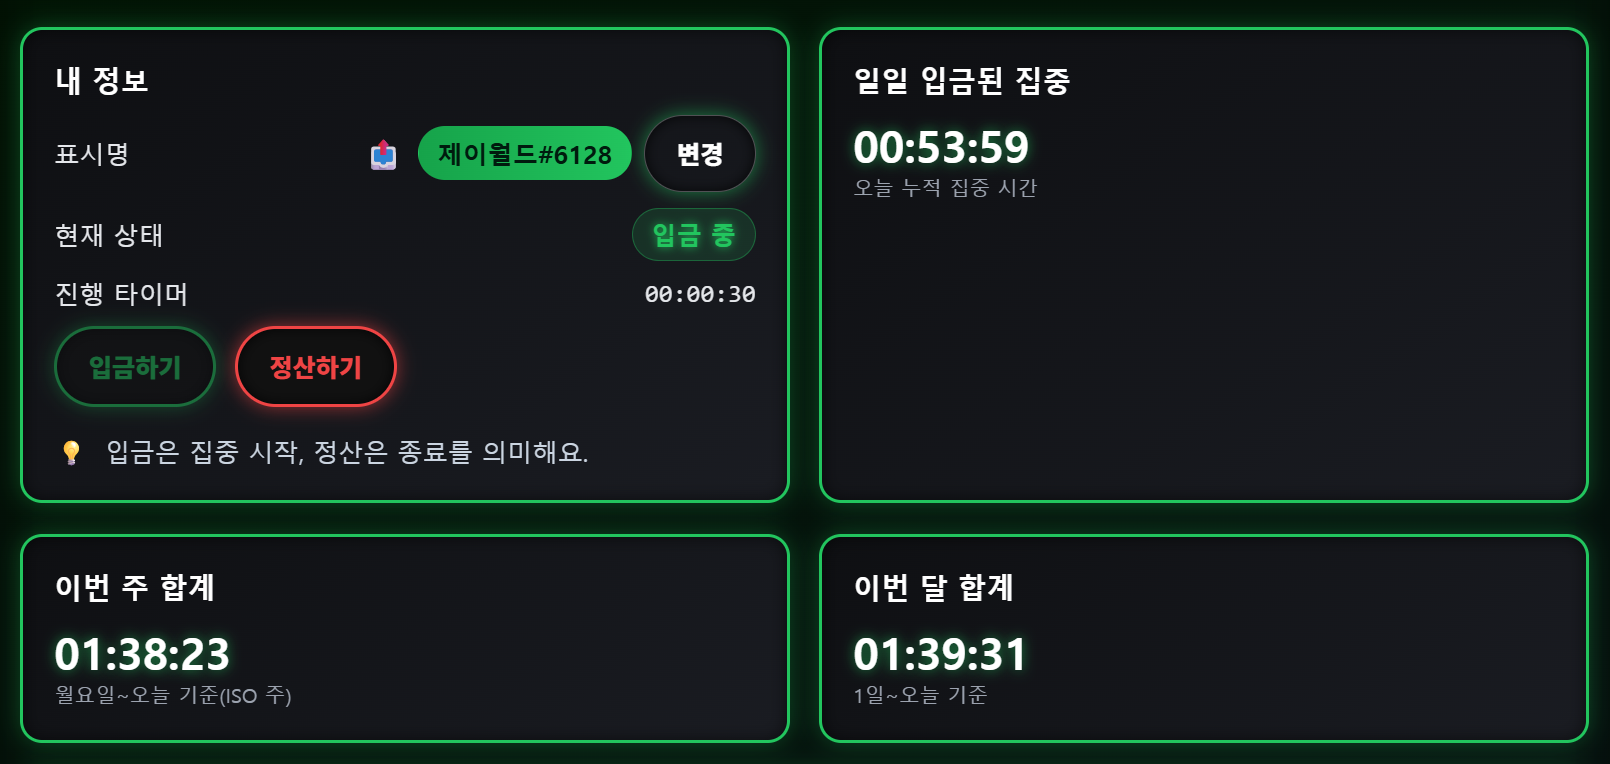 내 정보
표시명
제이월드#6128
변경
현재 상태
입금 중
진행 타이머
00:00:30
입금하기
정산하기
입금은 집중 시작, 정산은 종료를 의미해요.
일일 입금된 집중
00:53:59
오늘 누적 집중 시간
이번 주 합계
01:38:23
월요일~오늘 기준(ISO 주)
이번 달 합계
01:39:31
1일~오늘 기준